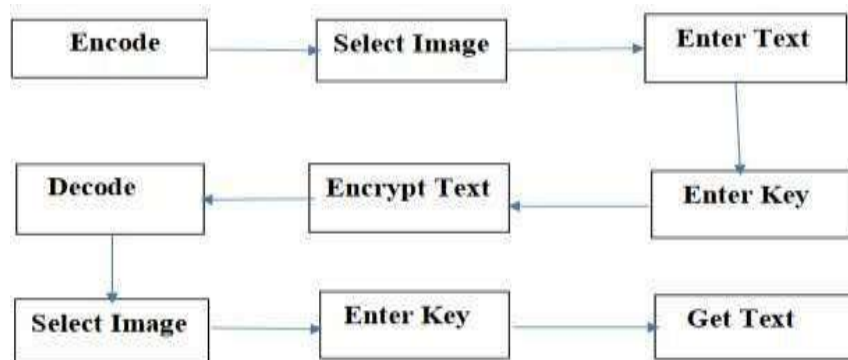 Encode
Select Image
Enter Text
Decode
Encrypt Text
Enter Key
Select Image
Enter Key
Get Text